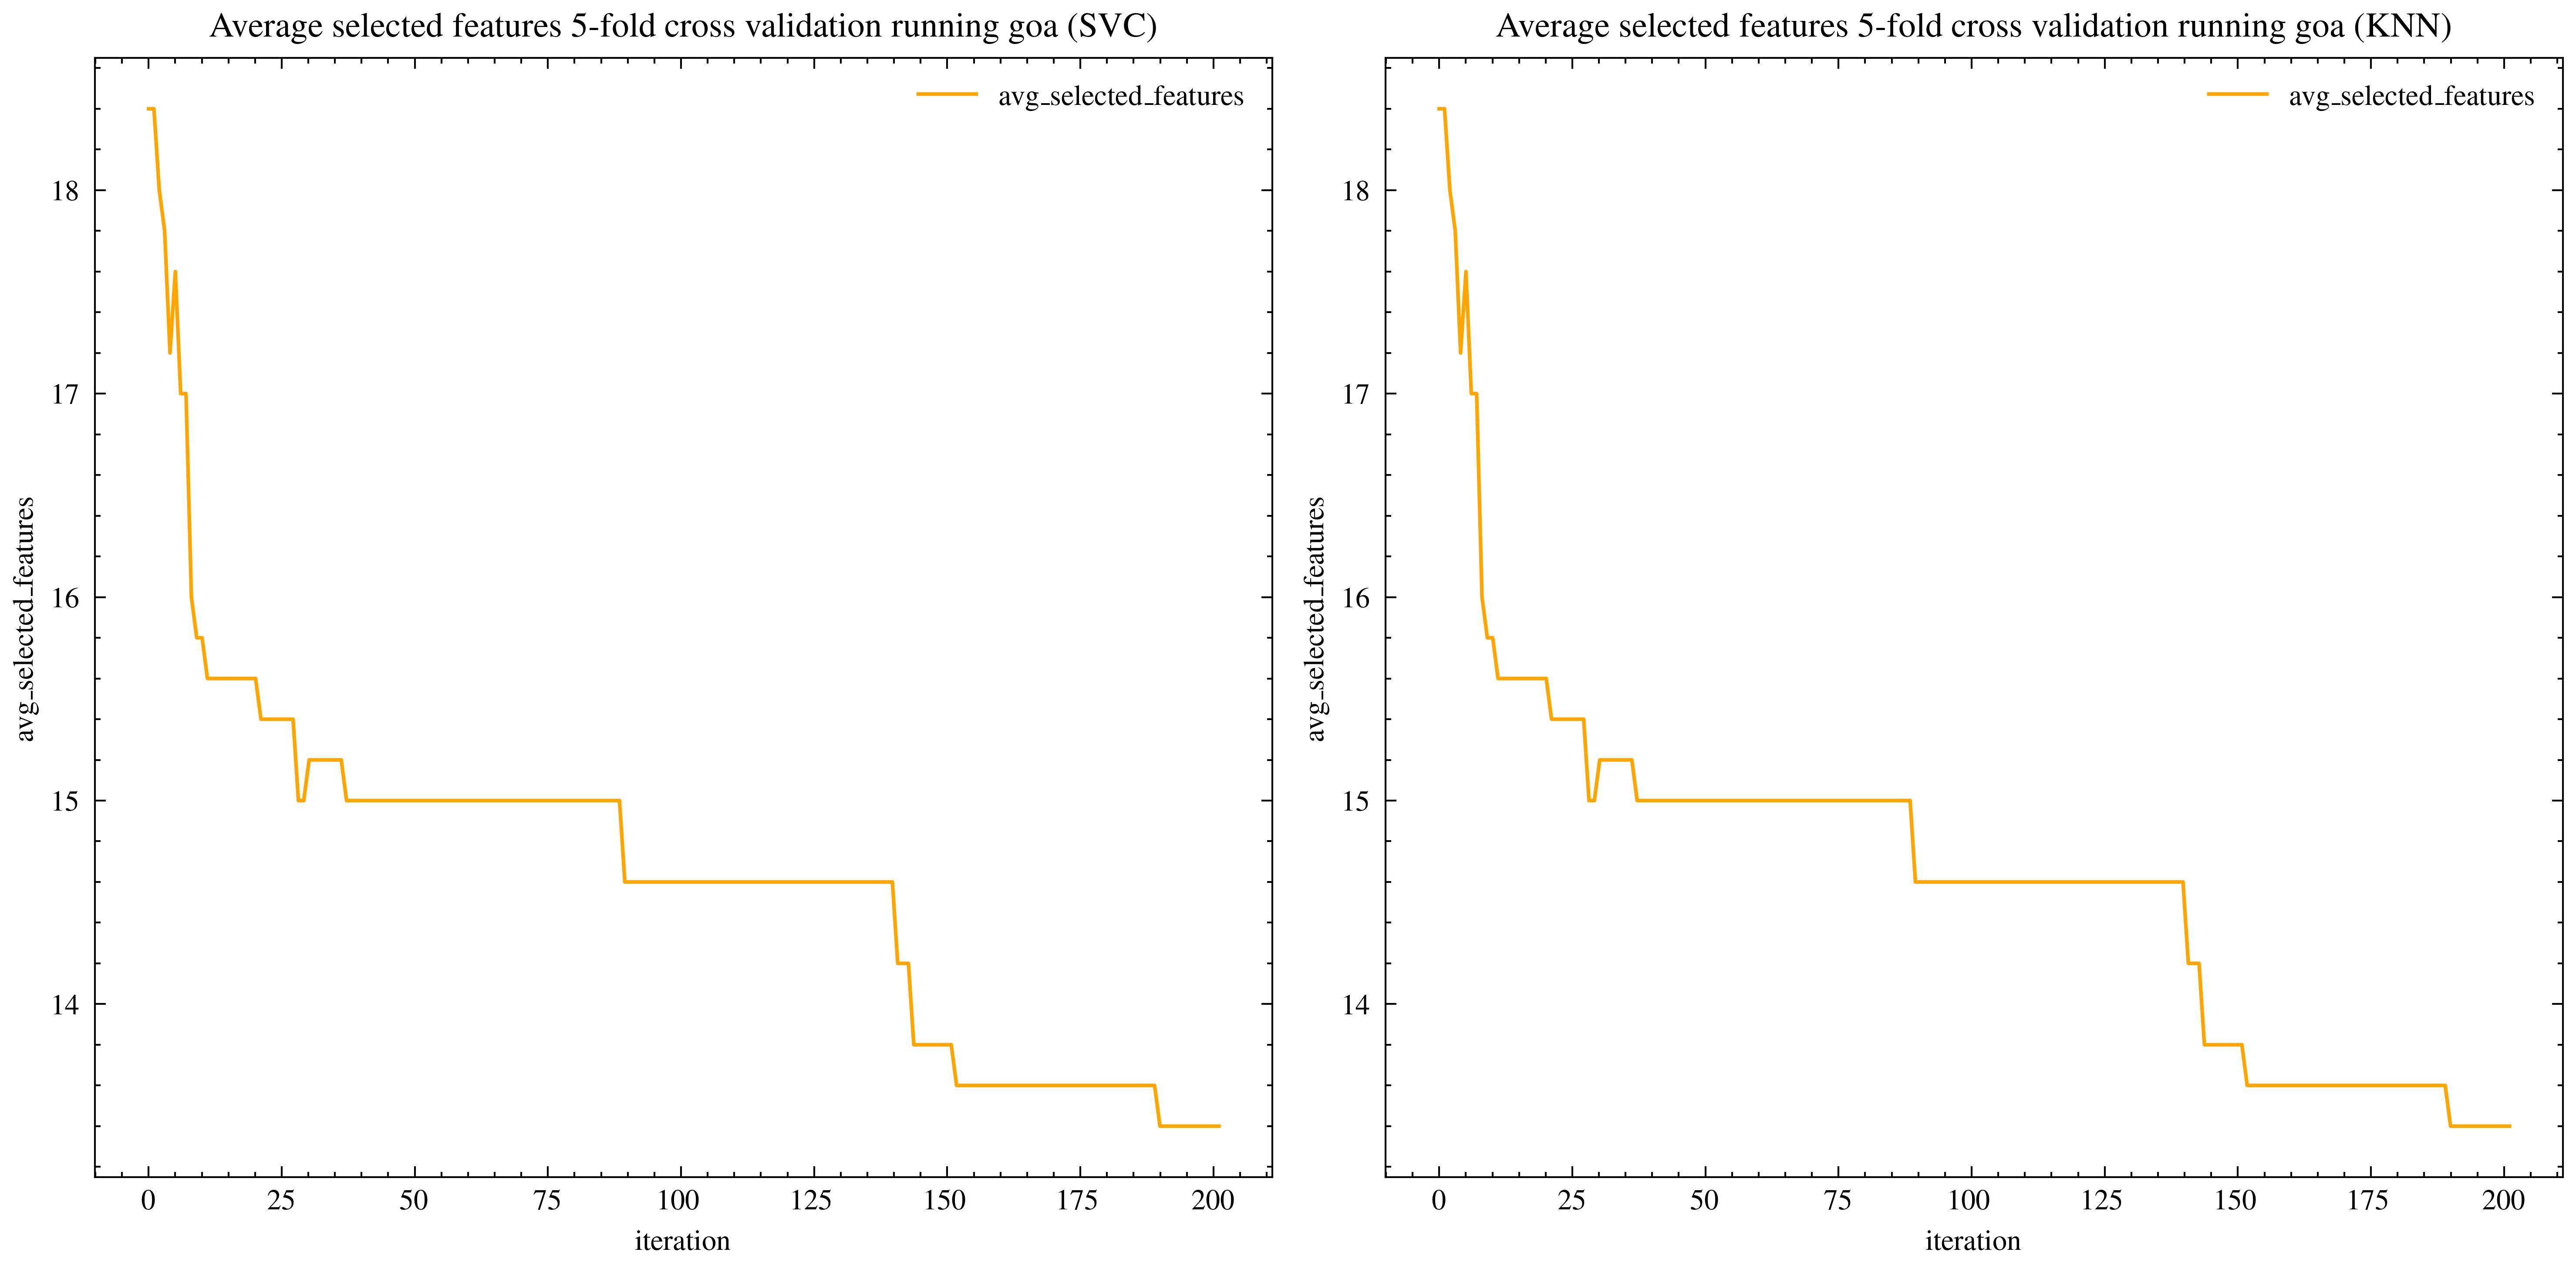 Average selected features 5-fold cross validation running goa (SVC)
avg_selected_features
18
17
16
15
14
avg_selected_features
0 25 50 75 100 125 150 175 200
iteration
Average selected features 5-fold cross validation running goa (KNN)
avg_selected_features
18
17
16
15
14
avg_selected_features
0 25 50 75 100 125 150 175 200
iteration